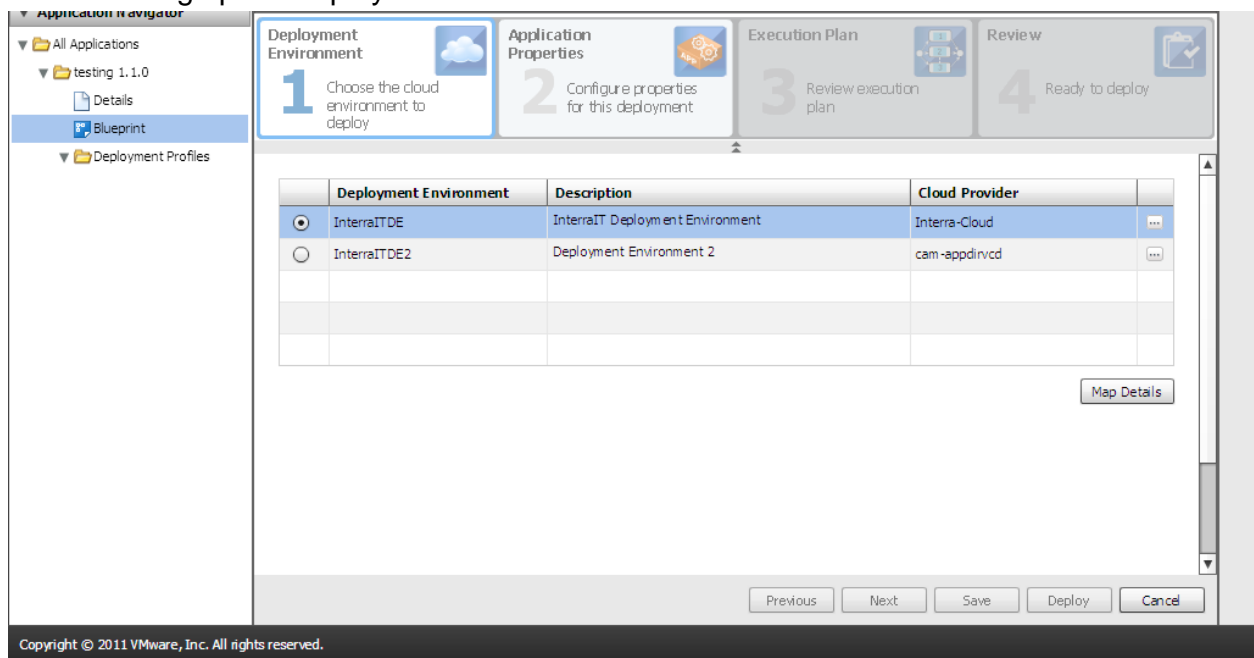 Application Navigator
All Applications
testing 1.1.0
Details
Blueprint
Deployment Profiles
Deployment
Environment
1
Choose the cloud
environment to
deploy
Application
Properties
2
Configure properties
for this deployment
Execution Plan
3
Review execution
plan
Review
4
Ready to deploy
Deployment Environment Description Cloud Provider
InterraITDE InterraIT Deployment Environment Interra-Cloud ...
InterraITDE2 Deployment Environment 2 cam-appdirvcd ...
Map Details
Previous Next Save Deploy Cancel
Copyright © 2011 VMware, Inc. All rights reserved.